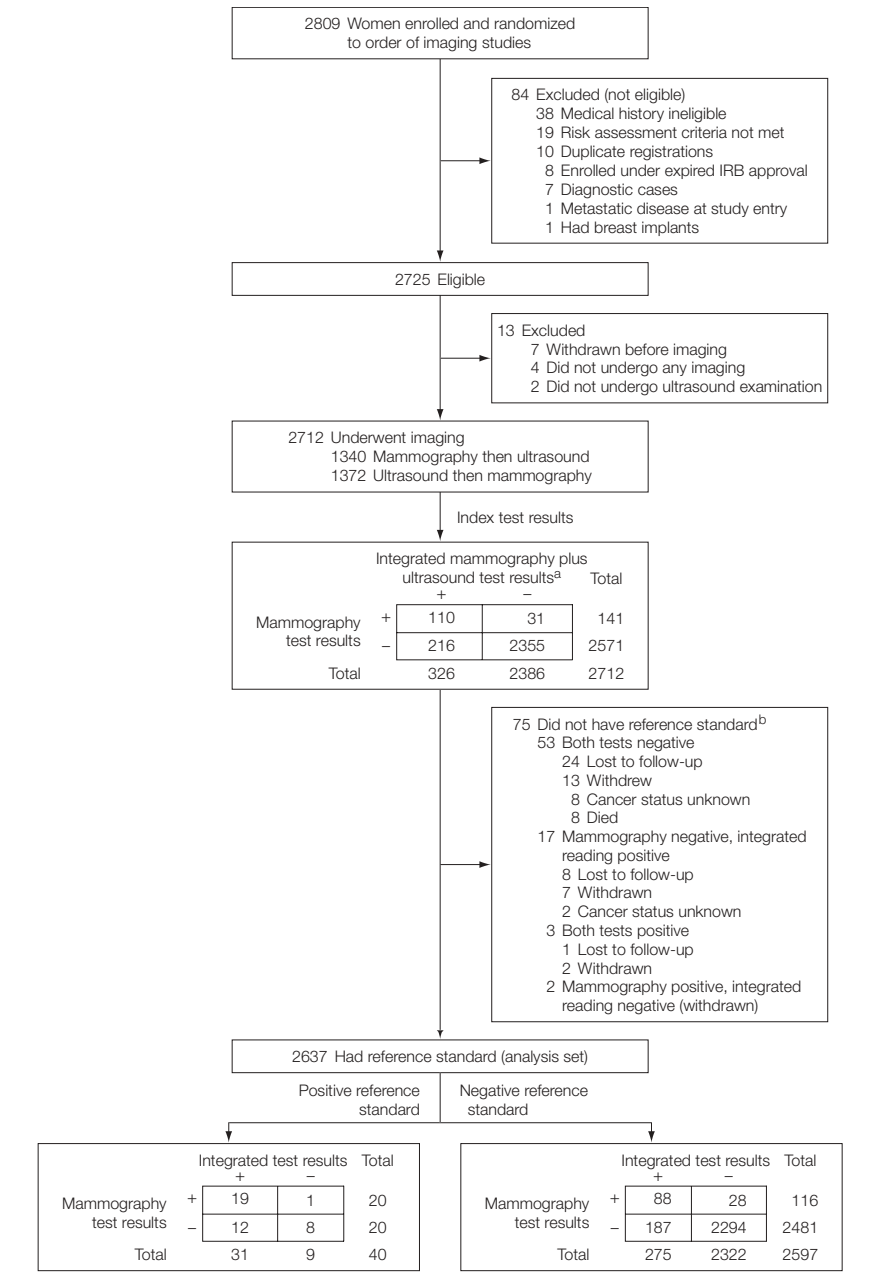 2809 Women enrolled and randomized
to order of imaging studies
84 Excluded (not eligible)
38 Medical history ineligible
19 Risk assessment criteria not met
10 Duplicate registrations
8 Enrolled under expired IRB approval
7 Diagnostic cases
1 Metastatic disease at study entry
1 Had breast implants
2725 Eligible
13 Excluded
7 Withdrawn before imaging
4 Did not undergo any imaging
2 Did not undergo ultrasound examination
2712 Underwent imaging
1340 Mammography then ultrasound
1372 Ultrasound then mammography
Index test results
Integrated mammography plus
ultrasound test resultsa Total
+ –
Mammography + 110 31 141
test results – 216 2355 2571
Total 326 2386 2712
75 Did not have reference standardb
53 Both tests negative
24 Lost to follow-up
13 Withdrew
8 Cancer status unknown
8 Died
17 Mammography negative, integrated
reading positive
8 Lost to follow-up
7 Withdrawn
2 Cancer status unknown
3 Both tests positive
1 Lost to follow-up
2 Withdrawn
2 Mammography positive, integrated
reading negative (withdrawn)
2637 Had reference standard (analysis set)
Positive reference
standard
Negative reference
standard
Integrated test results Total
+ –
Mammography + 19 1 20
test results – 12 8 20
Total 31 9 40
Integrated test results Total
+ –
Mammography + 88 28 116
test results – 187 2294 2481
Total 275 2322 2597